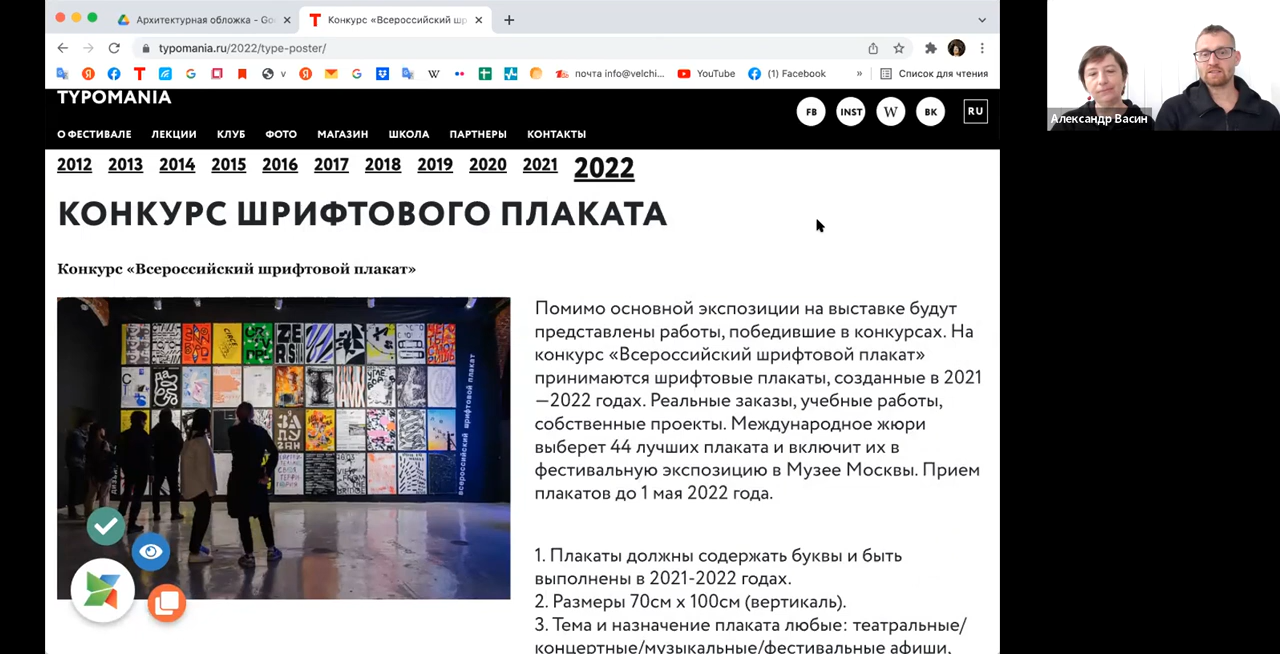 Архитектурная обложка - Go
Конкурс «Всероссийский шр
typomania.ru/2022/type-poster/
почта info@velchi...
YouTube
(1) Facebook
»
Список для чтения
TYPOMANIA
FB
INST
W
ВК
RU
О ФЕСТИВАЛЕ ЛЕКЦИИ КЛУБ ФОТО МАГАЗИН ШКОЛА ПАРТНЕРЫ КОНТАКТЫ
2012 2013 2014 2015 2016 2017 2018 2019 2020 2021 2022
КОНКУРС ШРИФТОВОГО ПЛАКАТА
Конкурс «Всероссийский шрифтовой плакат»
всероссийский шрифтовой плакат
Помимо основной экспозиции на выставке будут
представлены работы, победившие в конкурсах. На
конкурс «Всероссийский шрифтовой плакат»
принимаются шрифтовые плакаты, созданные в 2021
—2022 годах. Реальные заказы, учебные работы,
собственные проекты. Международное жюри
выберет 44 лучших плаката и включит их в
фестивальную экспозицию в Музее Москвы. Прием
плакатов до 1 мая 2022 года.
1. Плакаты должны содержать буквы и быть
выполнены в 2021-2022 годах.
2. Размеры 70см х 100см (вертикаль).
3. Тема и назначение плаката любые: театральные/
концертные/музыкальные/фестивальные афиши,
Александр Васин